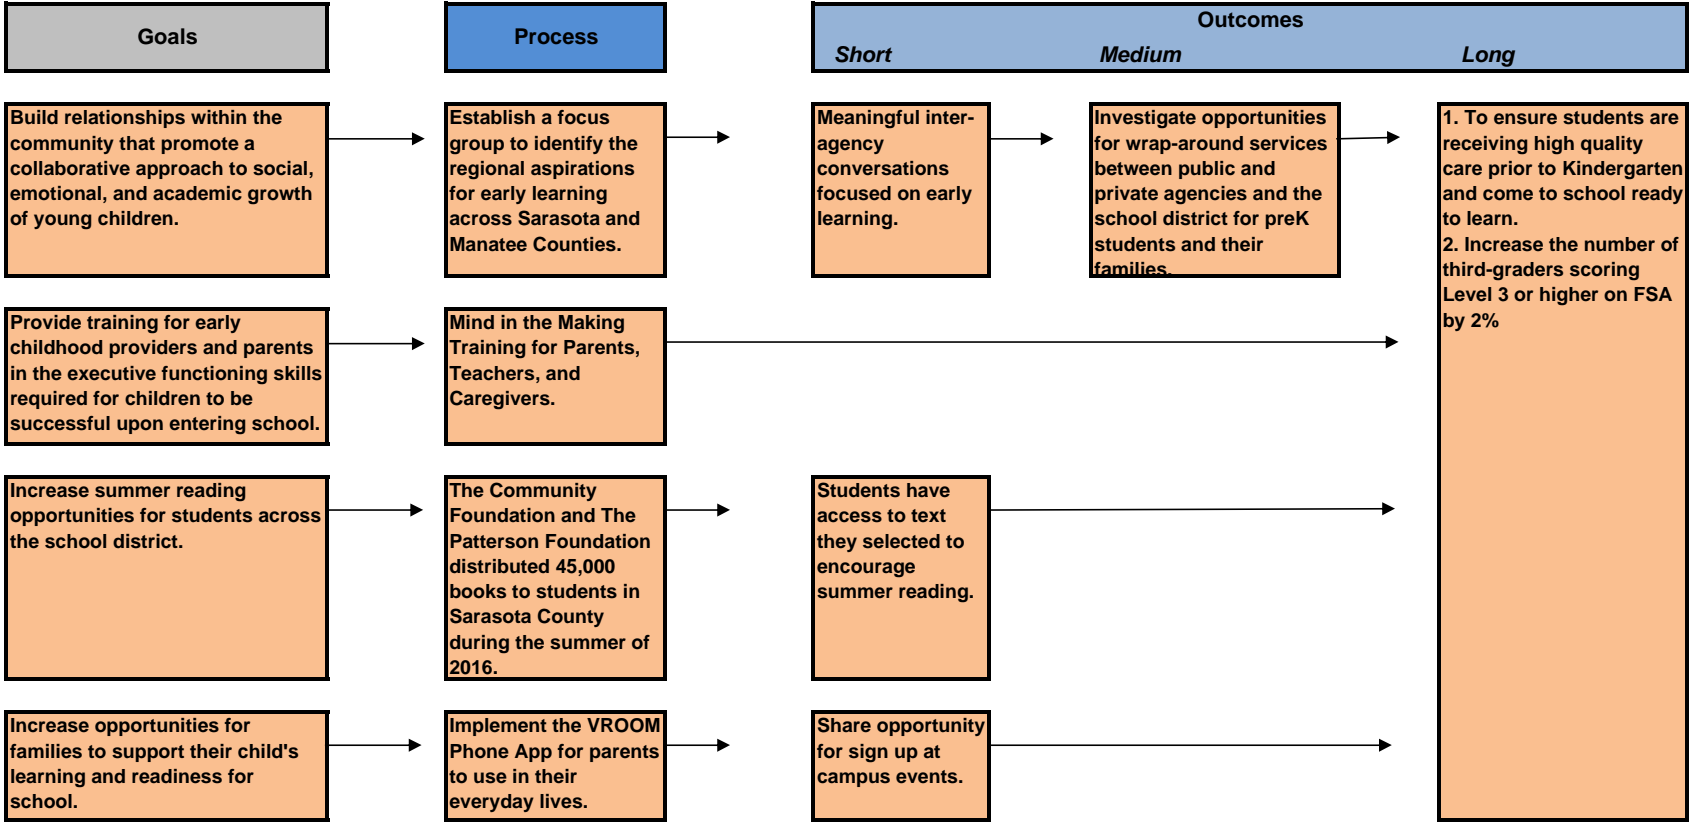 Goals
Process
Outcomes
Short
Medium
Long
Build relationships within the
community that promote a
collaborative approach to social,
emotional, and academic growth
of young children.
Establish a focus
group to identify the
regional aspirations
for early learning
across Sarasota and
Manatee Counties.
Meaningful inter-
agency
conversations
focused on early
learning.
Investigate opportunities
for wrap-around services
between public and
private agencies and the
school district for preK
students and their
families.
1. To ensure students are
receiving high quality
care prior to Kindergarten
and come to school ready
to learn.
2. Increase the number of
third-graders scoring
Level 3 or higher on FSA
by 2%
Provide training for early
childhood providers and parents
in the executive functioning skills
required for children to be
successful upon entering school.
Mind in the Making
Training for Parents,
Teachers, and
Caregivers.
Increase summer reading
opportunities for students across
the school district.
The Community
Foundation and The
Patterson Foundation
distributed 45,000
books to students in
Sarasota County
during the summer of
2016.
Students have
access to text
they selected to
encourage
summer reading.
Increase opportunities for
families to support their child's
learning and readiness for
school.
Implement the VROOM
Phone App for parents
to use in their
everyday lives.
Share opportunity
for sign up at
campus events.